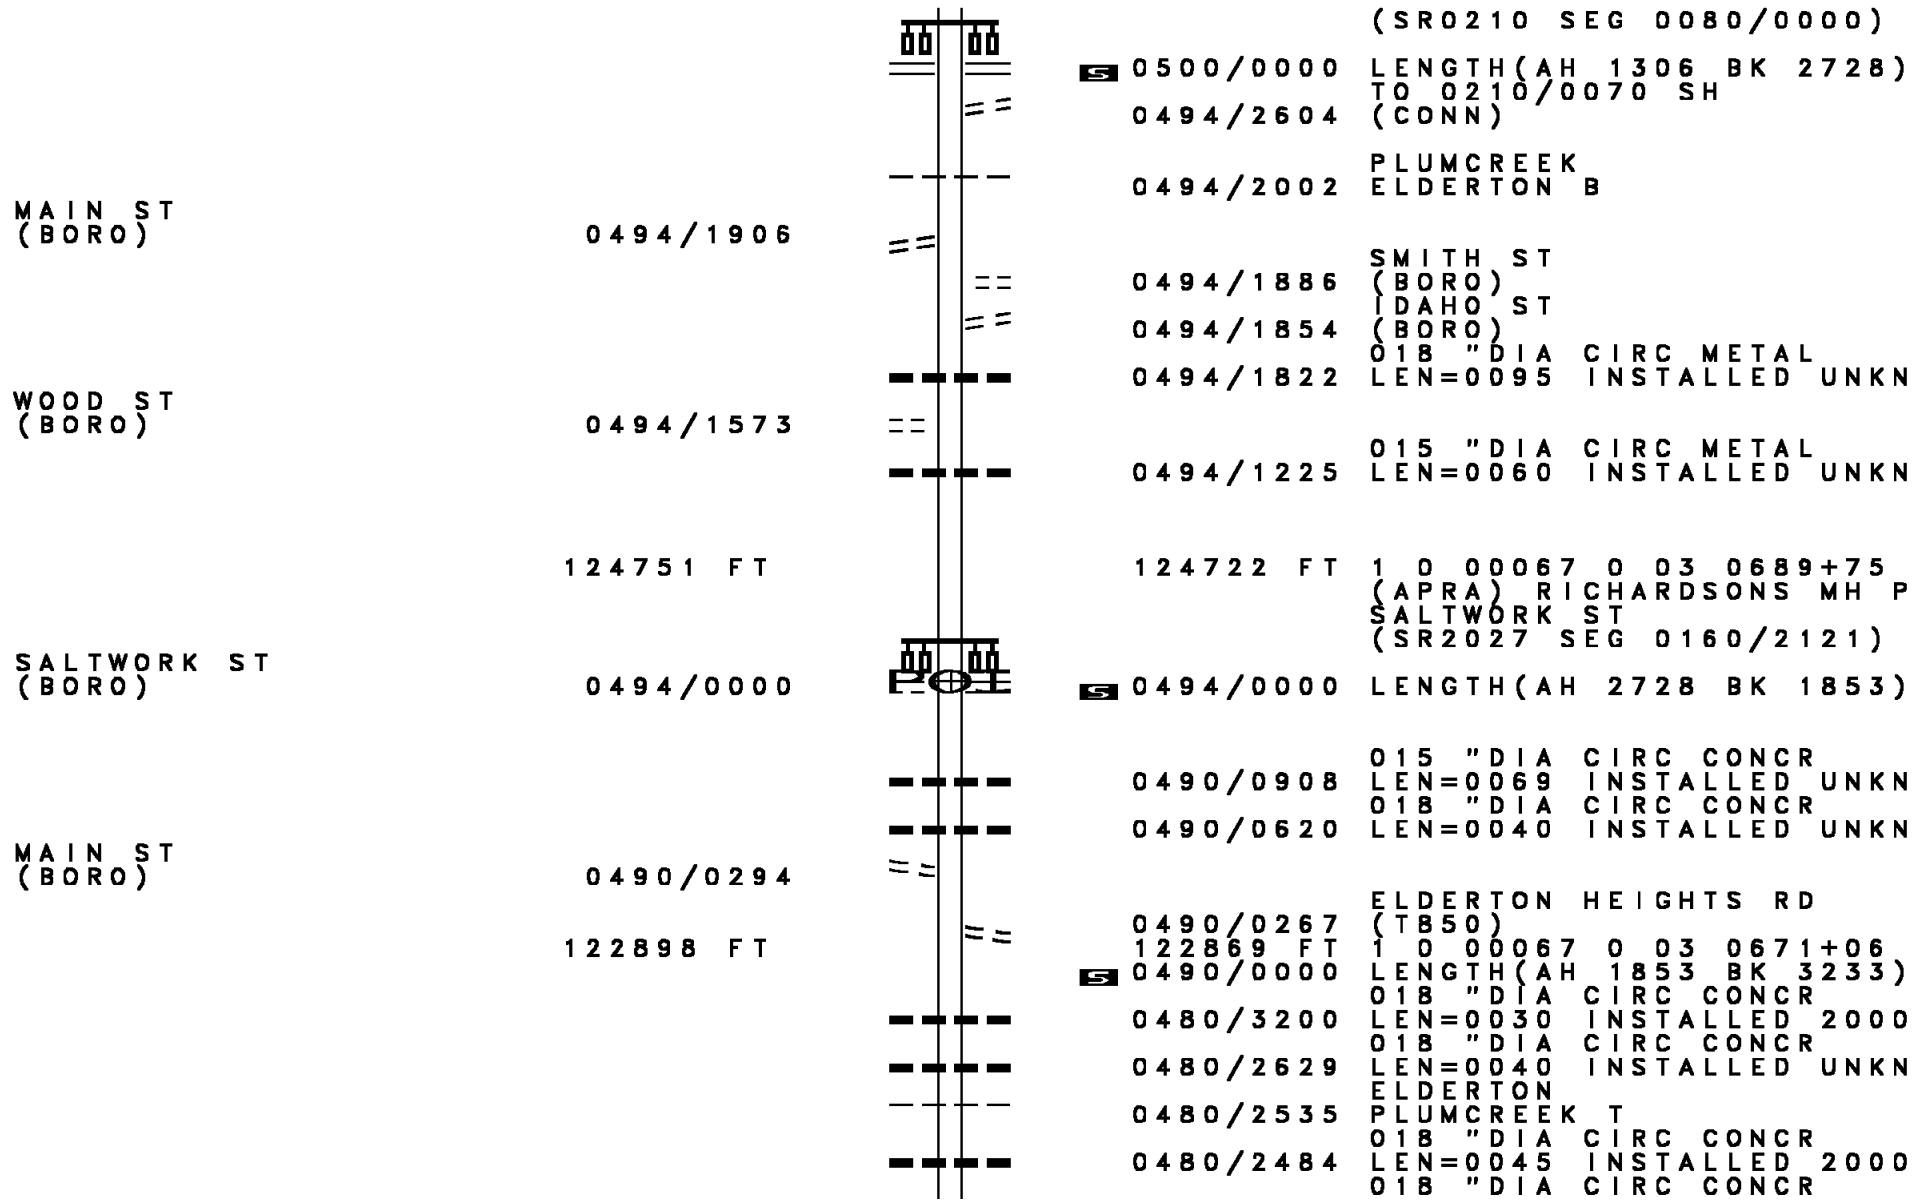 (SR0210 SEG 0080/0000)
S 0500/0000 LENGTH(AH 1306 BK 2728)
TO 0210/0070 SH
0494/2604 (CONN)
PLUMCREEK
0494/2002 ELDERTON B
MAIN ST
(BORO) 0494/1906
SMITH ST
0494/1886 (BORO)
IDAHO ST
0494/1854 (BORO)
018 "DIA CIRC METAL
0494/1822 LEN=0095 INSTALLED UNKN
WOOD ST
(BORO) 0494/1573
015 "DIA CIRC METAL
0494/1225 LEN=0060 INSTALLED UNKN
124751 FT 124722 FT 1 0 00067 0 03 0689+75
(APRA) RICHARDSONS MH P
SALTWORK ST
(SR2027 SEG 0160/2121)
SALTWORK ST
(BORO) 0494/0000 S 0494/0000 LENGTH(AH 2728 BK 1853)
015 "DIA CIRC CONCR
0490/0908 LEN=0069 INSTALLED UNKN
018 "DIA CIRC CONCR
0490/0620 LEN=0040 INSTALLED UNKN
MAIN ST
(BORO) 0490/0294
ELDERTON HEIGHTS RD
0490/0267 (T850)
122898 FT 122869 FT 1 0 00067 0 03 0671+06
S 0490/0000 LENGTH(AH 1853 BK 3233)
018 "DIA CIRC CONCR
0480/3200 LEN=0030 INSTALLED 2000
018 "DIA CIRC CONCR
0480/2629 LEN=0040 INSTALLED UNKN
ELDERTON
0480/2535 PLUMCREEK T
018 "DIA CIRC CONCR
0480/2484 LEN=0045 INSTALLED 2000
018 "DIA CIRC CONCR